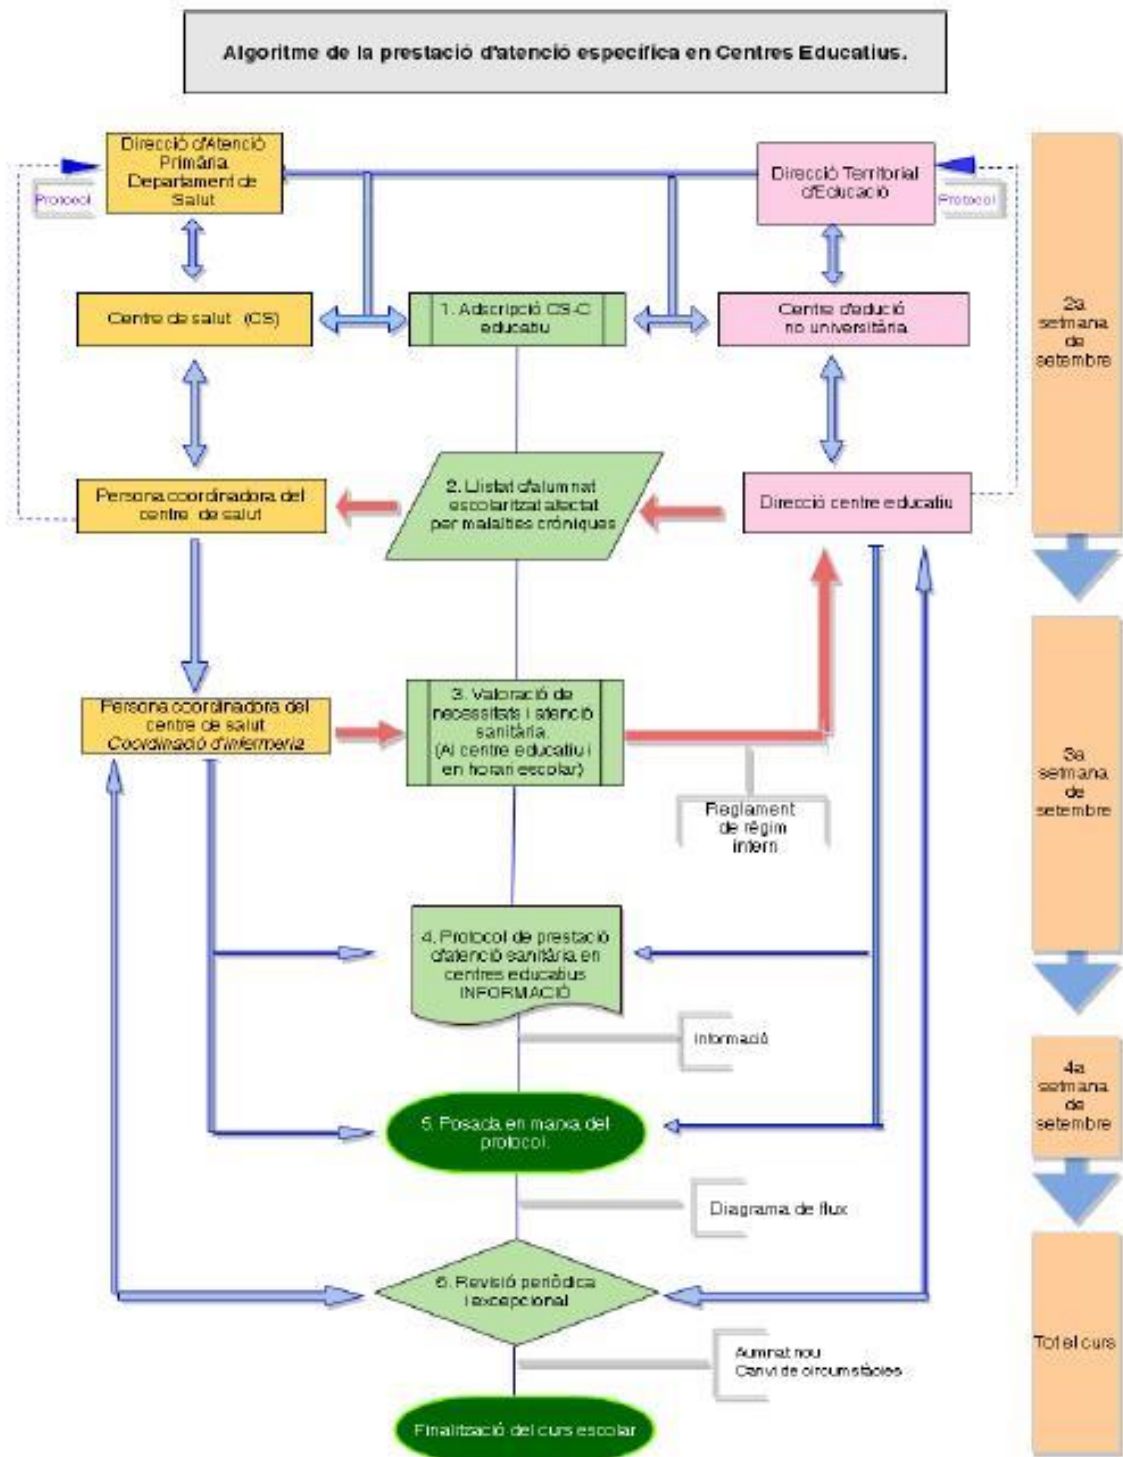 Algoritme de la prestació d'atenció específica en Centres Educatius.
Direcció d'Atenció
Primària
Departament de
Salut
Direcció Territorial
d'Educació
Protocol
Protocol
Centre de salut (CS)
1. Adscripció CS-C
educatiu
Centre d'edució
no universitària
2a
setmana
de
setembre
Persona coordinadora del
centre de salut
2. Llistat d'alumnat
escolaritzat afectat
per malalties cròniques
Direcció centre educatiu
Persona coordinadora del
centre de salut
Coordinació d'infermeria
3. Valoració de
necessitats i atenció
sanitària.
(Al centre educatiu i
en horari escolar)
Reglament
de règim
intern
3a
setmana
de
setembre
4. Protocol de prestació
d'atenció sanitària en
centres educatius
INFORMACIÓ
Informació
4a
setmana
de
setembre
5. Posada en marxa del
protocol.
Diagrama de flux
6. Revisió periòdica
i excepcional
Tot el curs
Aumnat nou
Canvi de circumstàcies
Finalització del curs escolar